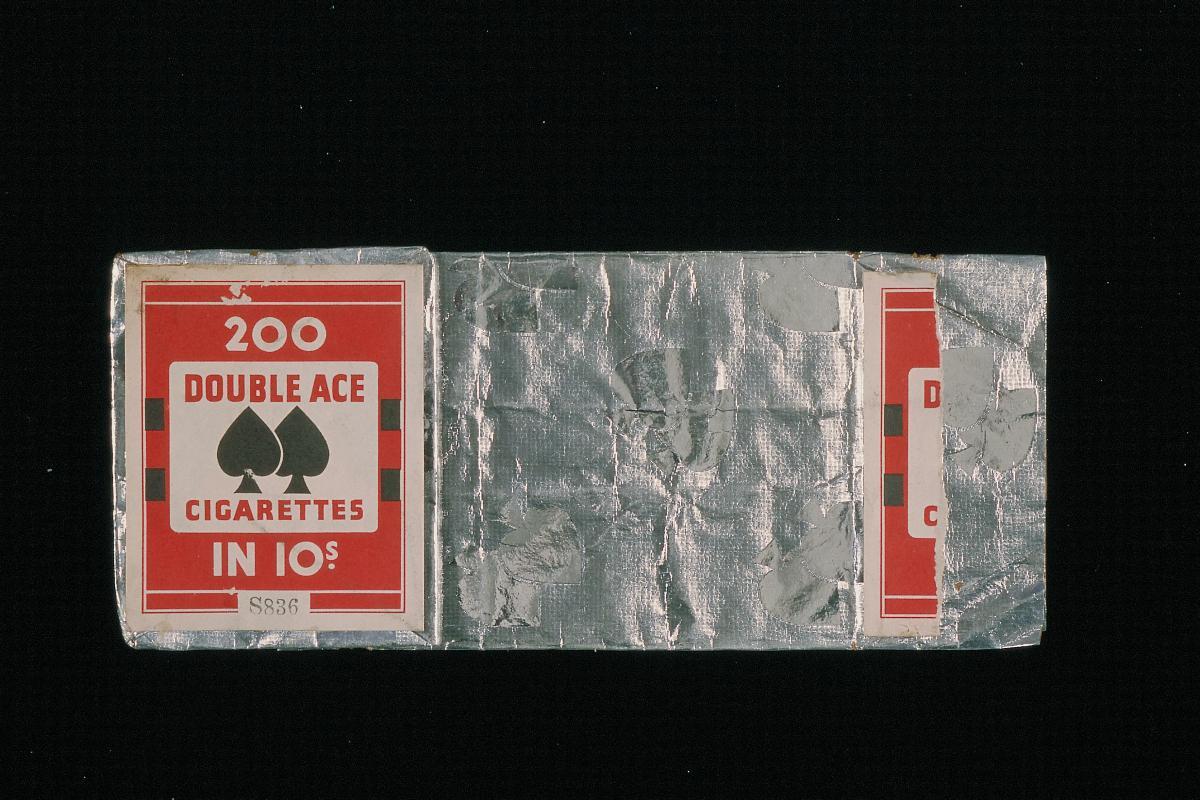 200
DOUBLE ACE
CIGARETTES
IN 10s.
S836
D
C